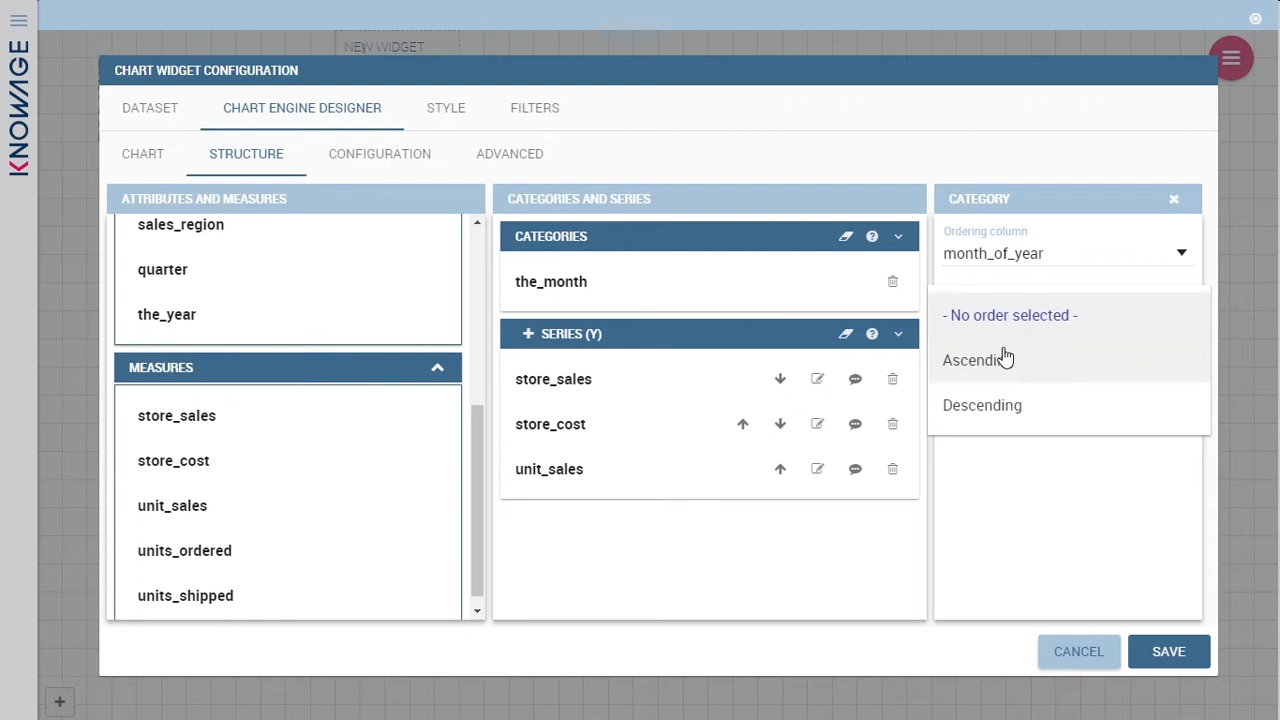 KNOWAGE
NEW WIDGET
CHART WIDGET CONFIGURATION
DATASET
CHART ENGINE DESIGNER
STYLE
FILTERS
CHART
STRUCTURE
CONFIGURATION
ADVANCED
ATTRIBUTES AND MEASURES
sales_region
quarter
the_year
MEASURES
store_sales
store_cost
unit_sales
units_ordered
units_shipped
CATEGORIES AND SERIES
CATEGORIES
the_month
SERIES (Y)
store_sales
store_cost
unit_sales
CATEGORY
Ordering column
month_of_year
- No order selected -
Ascending
Descending
CANCEL
SAVE